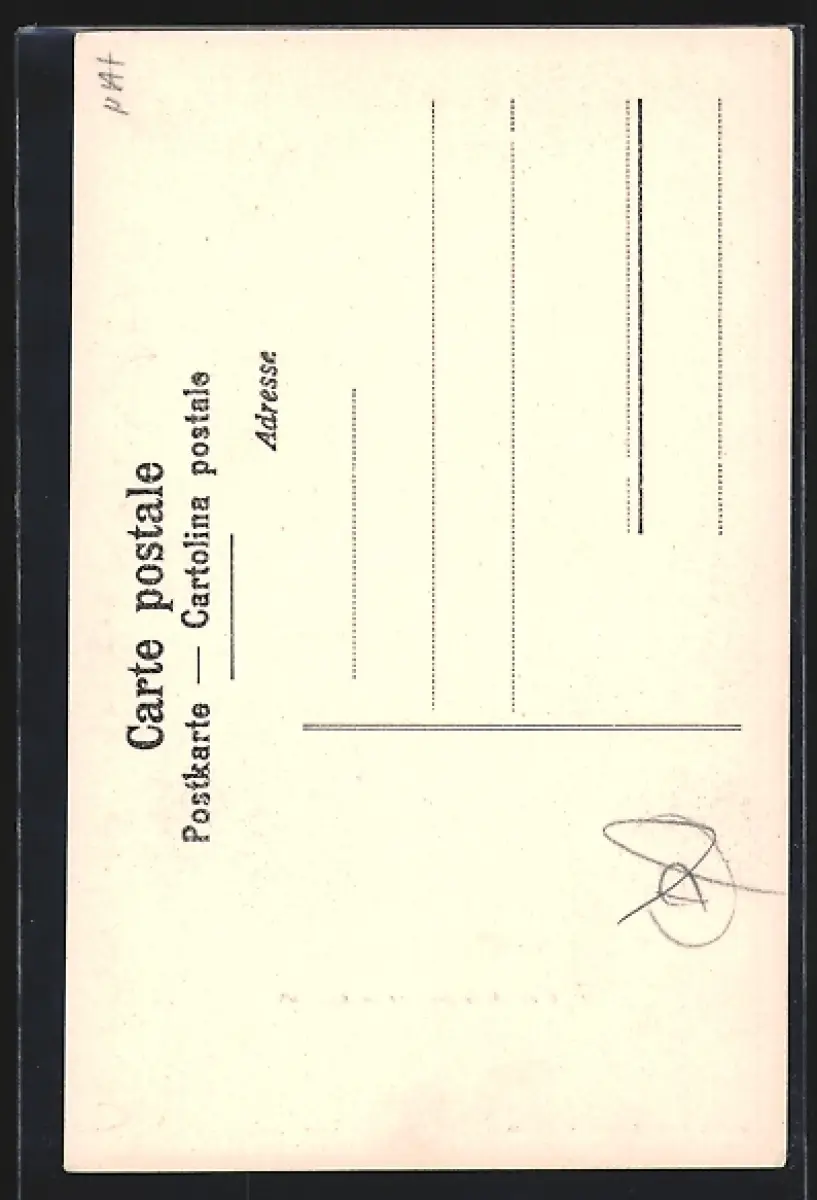 Carte postale
Postkarte — Cartolina postale
Adresse